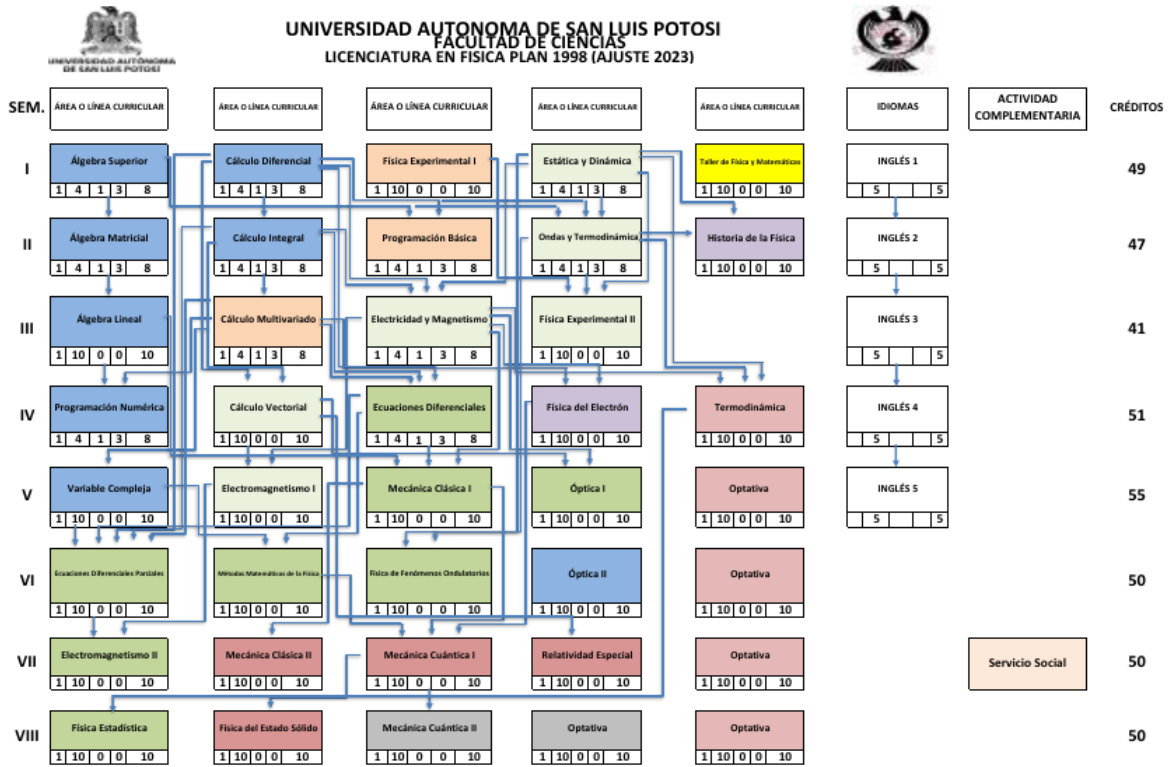 UNIVERSIDAD AUTONOMA DE SAN LUIS POTOSI
FACULTAD DE CIENCIAS
LICENCIATURA EN FISICA PLAN 1998 (AJUSTE 2023)
UNIVERSIDAD AUTÓNOMA
DE SAN LUIS POTOSÍ
SEM. ÁREA O LÍNEA CURRICULAR ÁREA O LÍNEA CURRICULAR ÁREA O LÍNEA CURRICULAR ÁREA O LÍNEA CURRICULAR ÁREA O LÍNEA CURRICULAR IDIOMAS ACTIVIDAD COMPLEMENTARIA CRÉDITOS
I Álgebra Superior Cálculo Diferencial Física Experimental I Estática y Dinámica Taller de Física y Matemáticas INGLÉS 1 49
1 4 1 3 8 1 4 1 3 8 1 10 0 0 10 1 4 1 3 8 1 10 0 0 10 5 5
II Álgebra Matricial Cálculo Integral Programación Básica Ondas y Termodinámica Historia de la Física INGLÉS 2 47
1 4 1 3 8 1 4 1 3 8 1 4 1 3 8 1 4 1 3 8 1 10 0 0 10 5 5
III Álgebra Lineal Cálculo Multivariado Electricidad y Magnetismo Física Experimental II INGLÉS 3 41
1 10 0 0 10 1 4 1 3 8 1 4 1 3 8 1 10 0 0 10 5 5
IV Programación Numérica Cálculo Vectorial Ecuaciones Diferenciales Física del Electrón Termodinámica INGLÉS 4 51
1 4 1 3 8 1 10 0 0 10 1 4 1 3 8 1 10 0 0 10 1 10 0 0 10 5 5
V Variable Compleja Electromagnetismo I Mecánica Clásica I Óptica I Optativa INGLÉS 5 55
1 10 0 0 10 1 10 0 0 10 1 10 0 0 10 1 10 0 0 10 1 10 0 0 10 5 5
VI Ecuaciones Diferenciales Parciales Métodos Matemáticos de la Física Física de Fenómenos Ondulatorios Óptica II Optativa 50
1 10 0 0 10 1 10 0 0 10 1 10 0 0 10 1 10 0 0 10 1 10 0 0 10
VII Electromagnetismo II Mecánica Clásica II Mecánica Cuántica I Relatividad Especial Optativa Servicio Social 50
1 10 0 0 10 1 10 0 0 10 1 10 0 0 10 1 10 0 0 10 1 10 0 0 10
VIII Física Estadística Física del Estado Sólido Mecánica Cuántica II Optativa Optativa 50
1 10 0 0 10 1 10 0 0 10 1 10 0 0 10 1 10 0 0 10 1 10 0 0 10